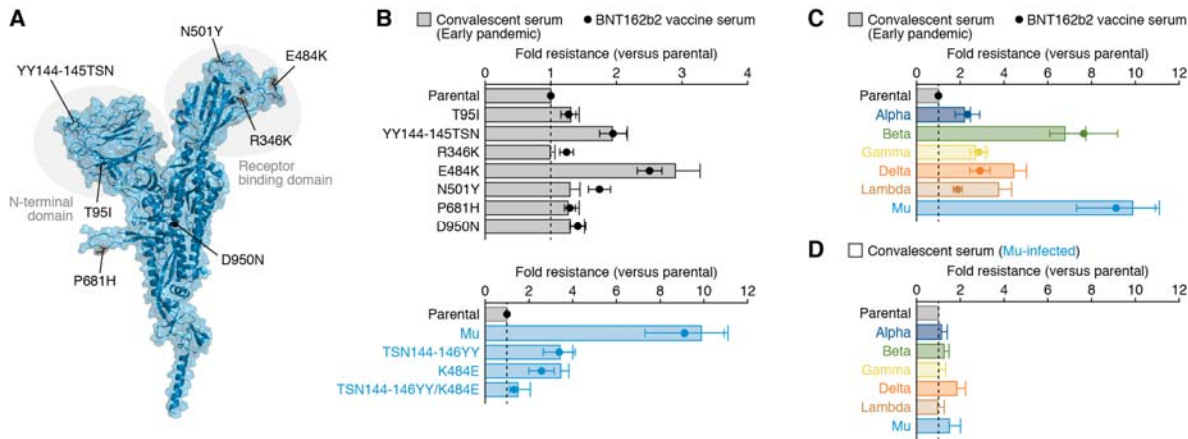 A
N501Y
E484K
YY144-145TSN
R346K
Receptor
binding domain
N-terminal
domain
T95I
D950N
P681H
B
Convalescent serum
(Early pandemic)
BNT162b2 vaccine serum
Fold resistance (versus parental)
0 1 2 3 4
Parental
T95I
YY144-145TSN
R346K
E484K
N501Y
P681H
D950N
Fold resistance (versus parental)
0 2 4 6 8 10 12
Parental
Mu
TSN144-146YY
K484E
TSN144-146YY/K484E
C
Convalescent serum
(Early pandemic)
BNT162b2 vaccine serum
Fold resistance (versus parental)
0 2 4 6 8 10 12
Parental
Alpha
Beta
Gamma
Delta
Lambda
Mu
D
Convalescent serum (Mu-infected)
Fold resistance (versus parental)
0 2 4 6 8 10 12
Parental
Alpha
Beta
Gamma
Delta
Lambda
Mu